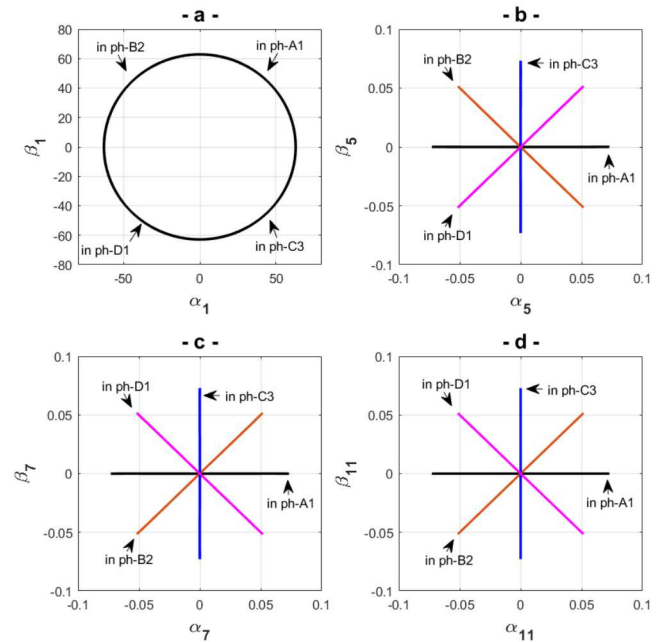 - a -
80
60
40
20
0
-20
-40
-60
-80
-50
0
50
β1
α1
in ph-B2
in ph-A1
in ph-D1
in ph-C3
- b -
0.1
0.05
0
-0.05
-0.1
-0.1
-0.05
0
0.05
0.1
β5
α5
in ph-B2
in ph-C3
in ph-A1
in ph-D1
- c -
0.1
0.05
0
-0.05
-0.1
-0.1
-0.05
0
0.05
0.1
β7
α7
in ph-D1
in ph-C3
in ph-A1
in ph-B2
- d -
0.1
0.05
0
-0.05
-0.1
-0.1
-0.05
0
0.05
0.1
β11
α11
in ph-D1
in ph-C3
in ph-A1
in ph-B2